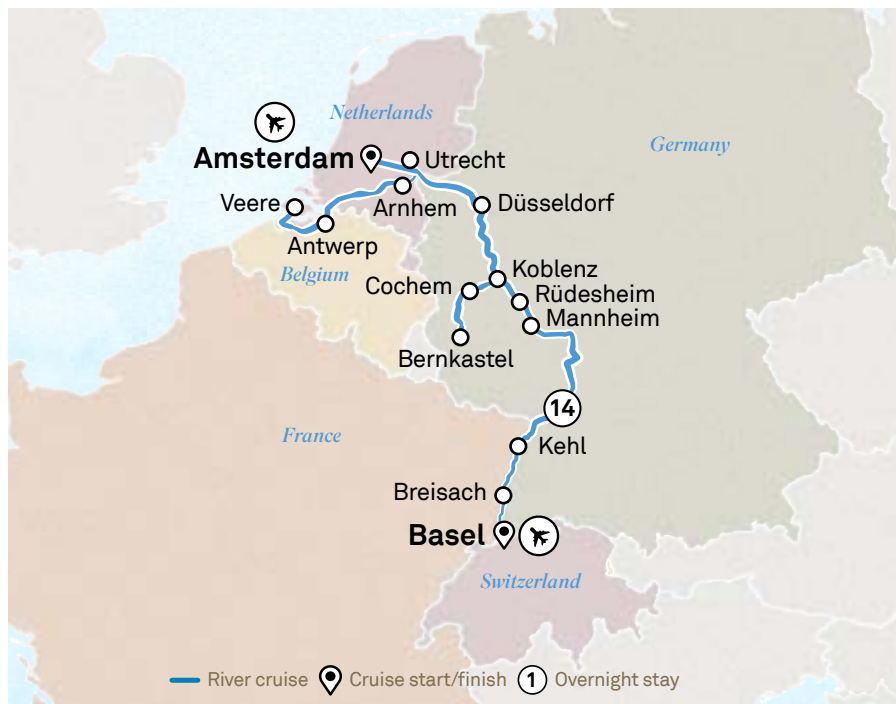 Netherlands
Germany
Amsterdam
Utrecht
Veere
Arnhem
Düsseldorf
Antwerp
Belgium
Koblenz
Cochem
Rüdesheim
Mannheim
Bernkastel
14
France
Kehl
Breisach
Basel
Switzerland
River cruise Cruise start/finish 1 Overnight stay